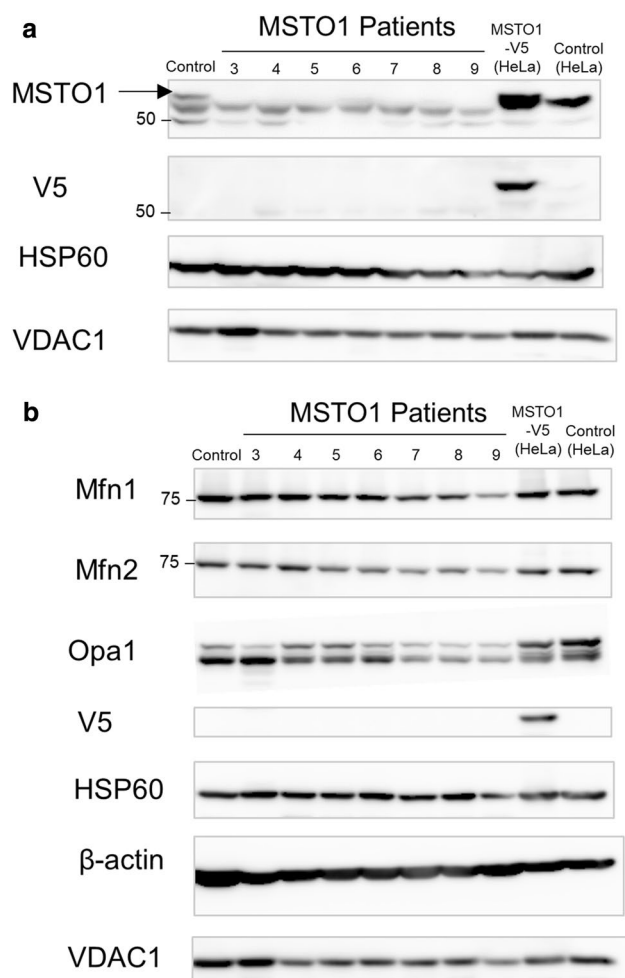 a
MSTO1 Patients
MSTO1
-V5
(HeLa)
Control
(HeLa)
Control
3 4 5 6 7 8 9
MSTO1
50
V5
50
HSP60
VDAC1
b
MSTO1 Patients
MSTO1
-V5
(HeLa)
Control
(HeLa)
Control
3 4 5 6 7 8 9
Mfn1
75
Mfn2
75
Opa1
V5
HSP60
β-actin
VDAC1